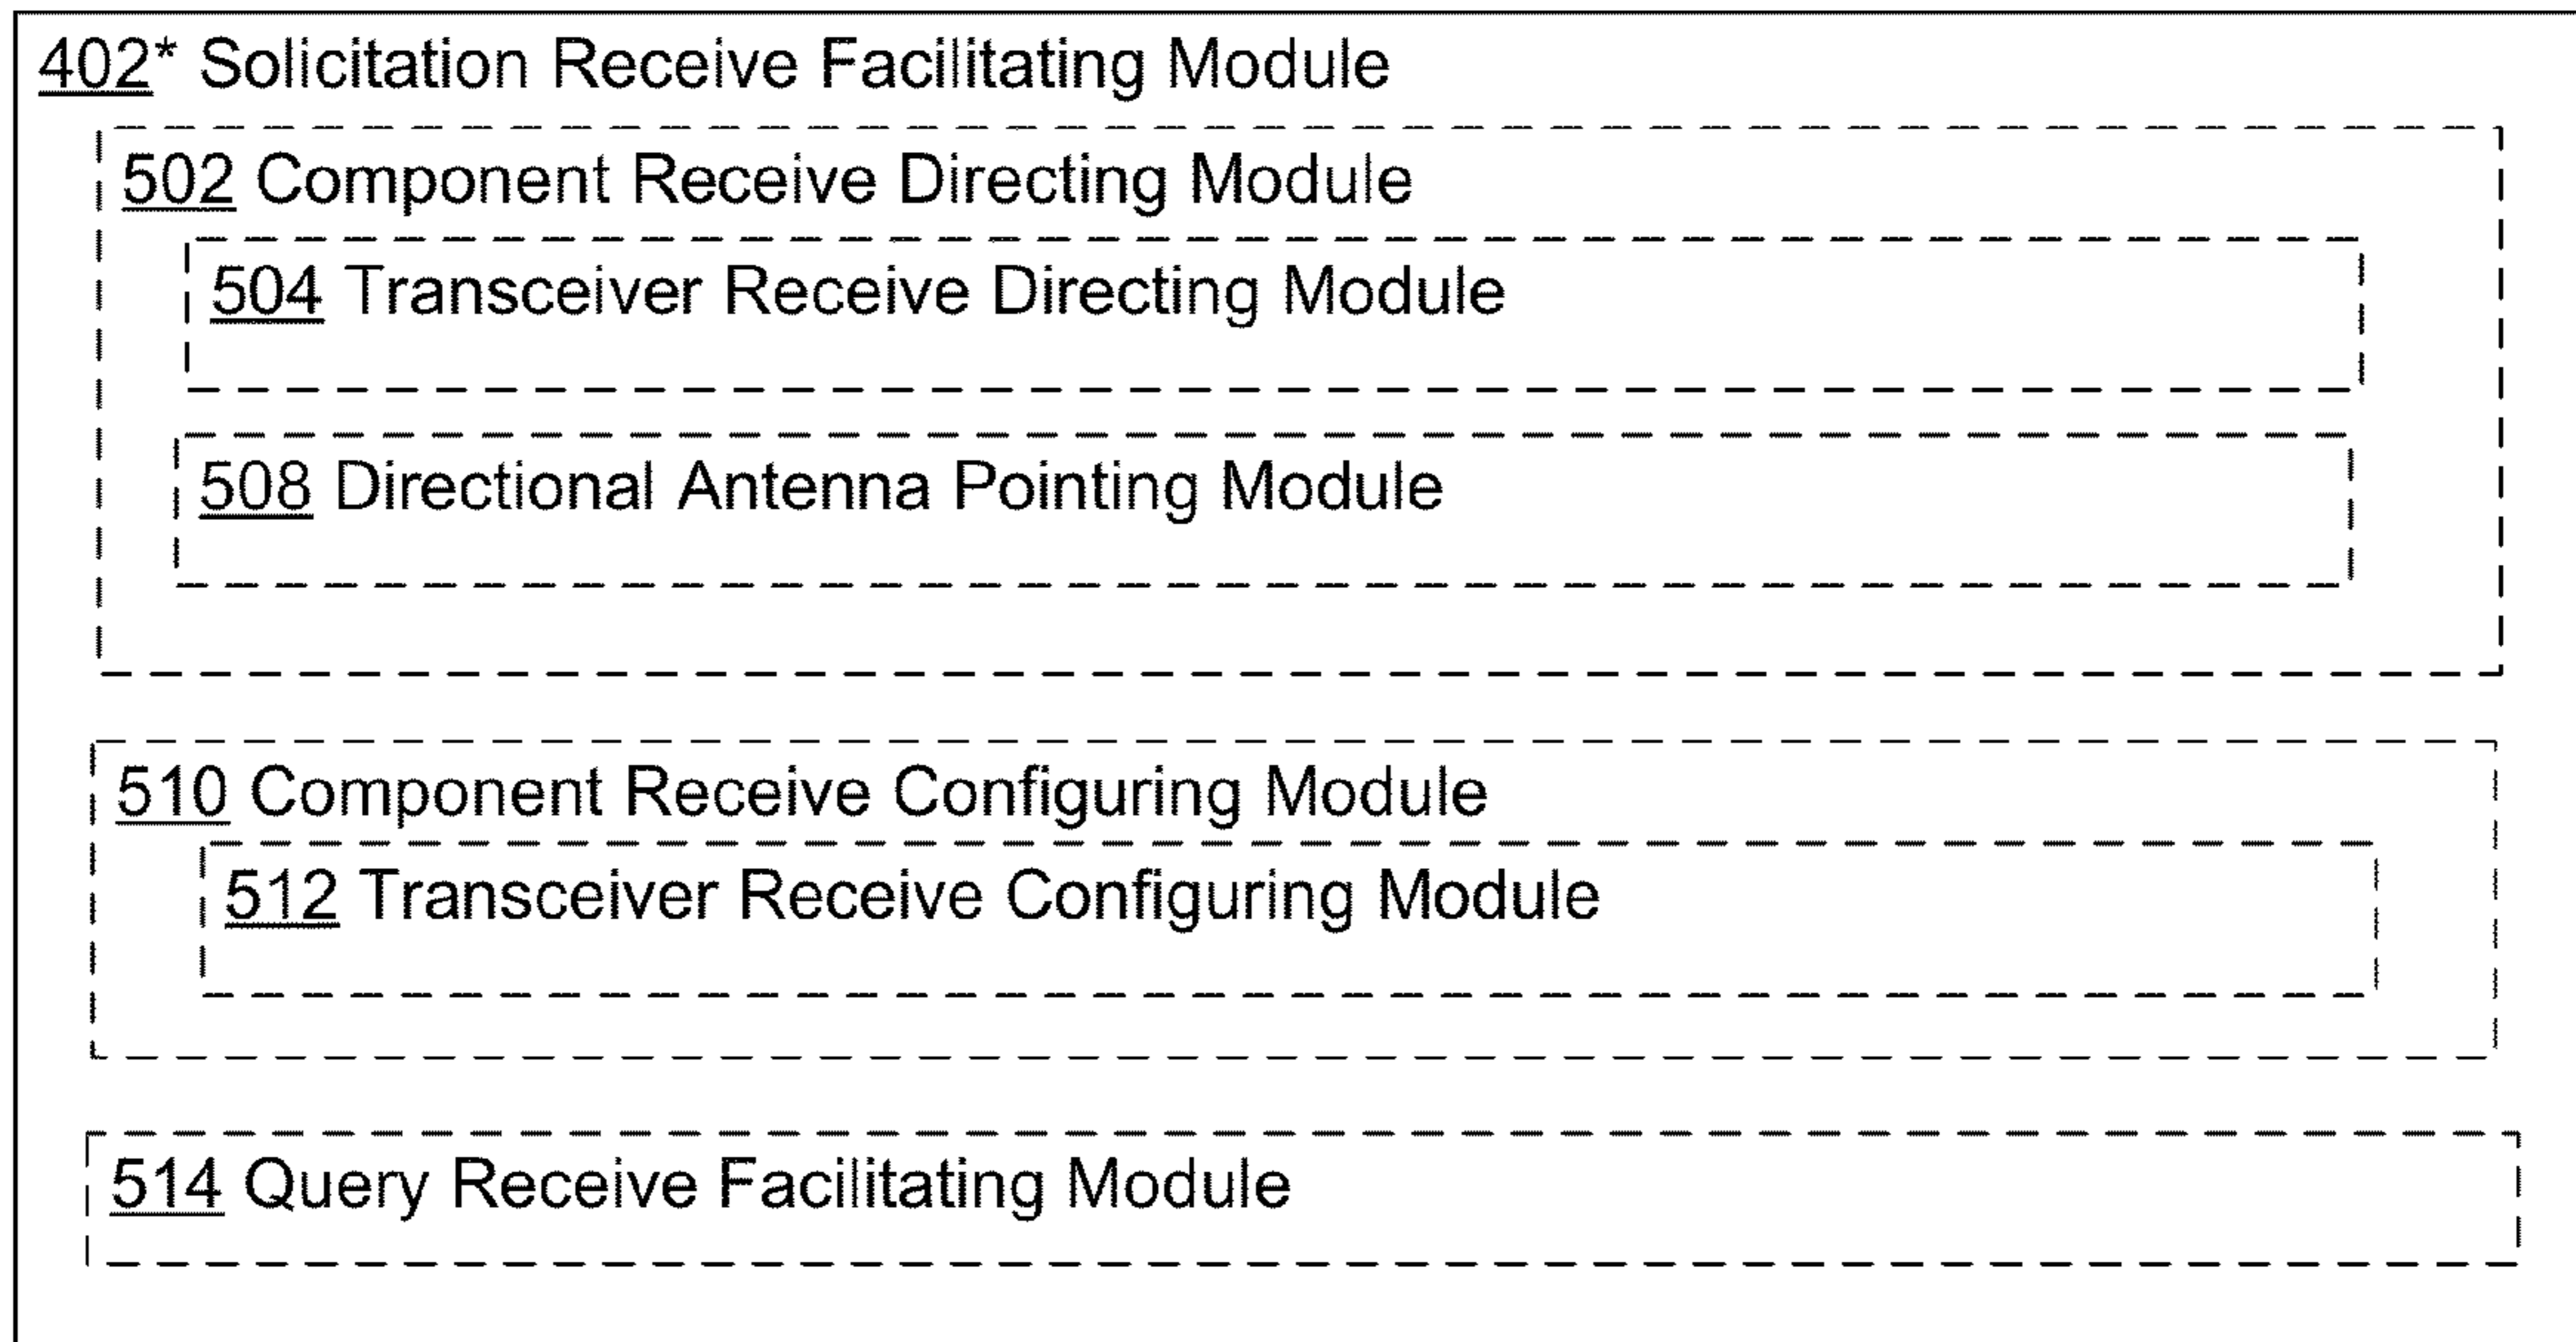 402* Solicitation Receive Facilitating Module
502 Component Receive Directing Module
504 Transceiver Receive Directing Module
508 Directional Antenna Pointing Module
510 Component Receive Configuring Module
512 Transceiver Receive Configuring Module
514 Query Receive Facilitating Module